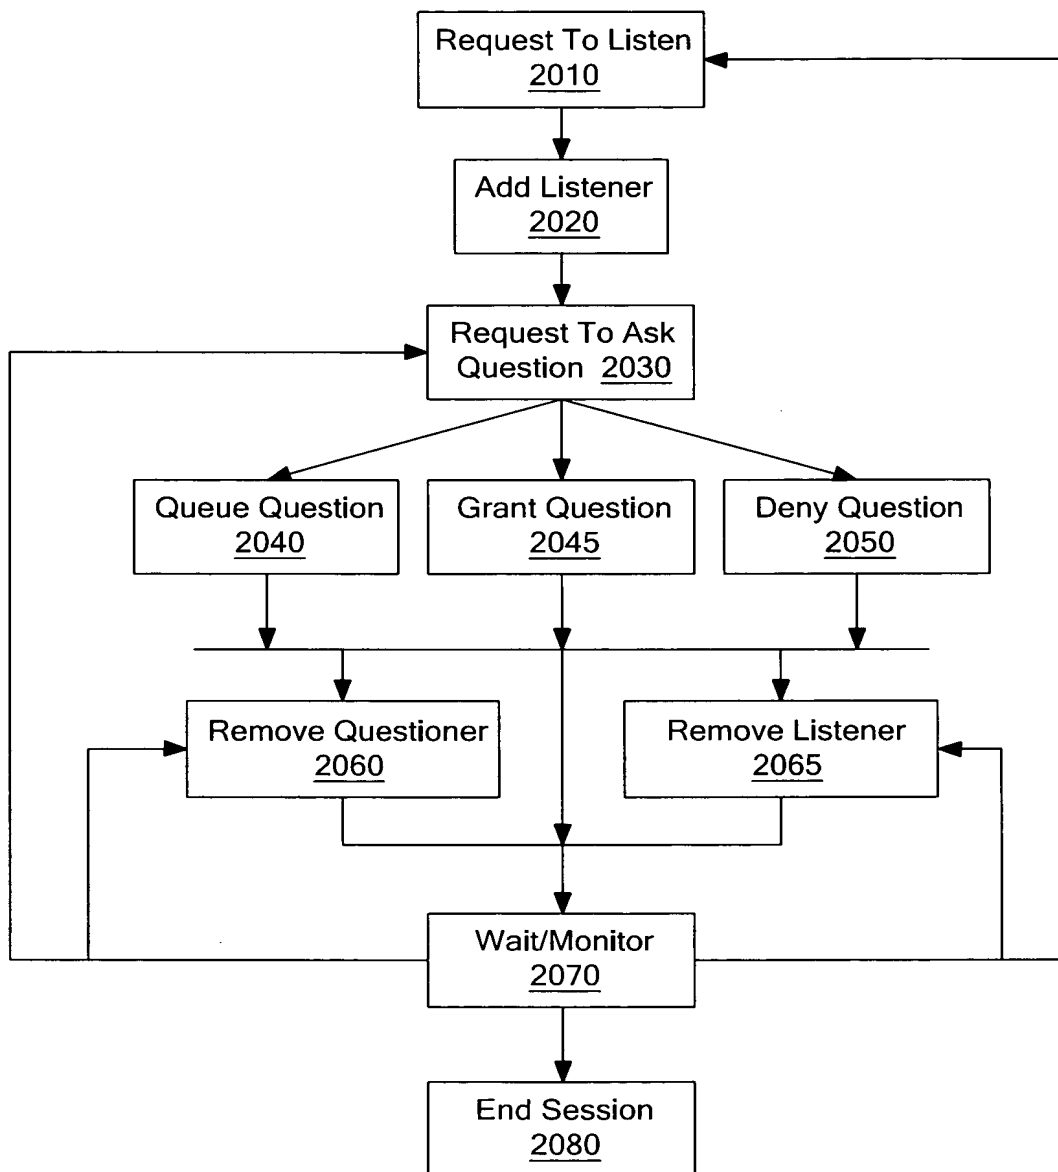 Request To Listen
2010
Add Listener
2020
Request To Ask
Question 2030
Queue Question
2040
Grant Question
2045
Deny Question
2050
Remove Questioner
2060
Remove Listener
2065
Wait/Monitor
2070
End Session
2080